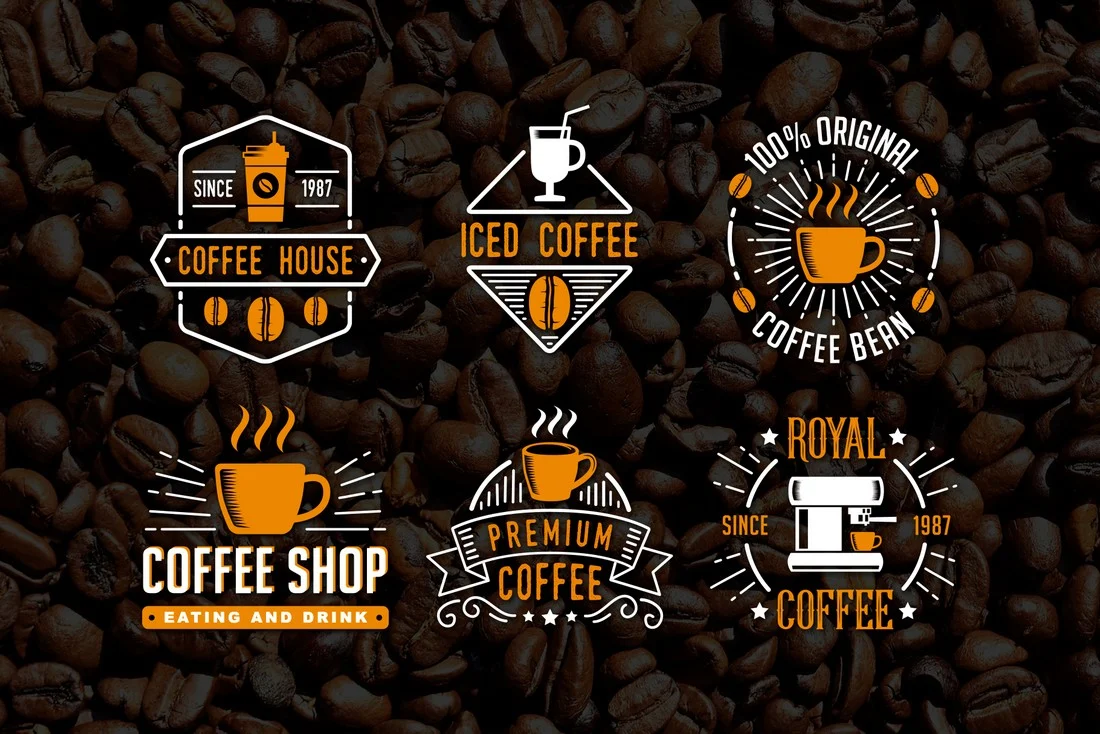 SINCE 1987
COFFEE HOUSE
ICED COFFEE
100% ORIGINAL
COFFEE BEAN
COFFEE SHOP
EATING AND DRINK
PREMIUM
COFFEE
ROYAL
SINCE 1987
COFFEE